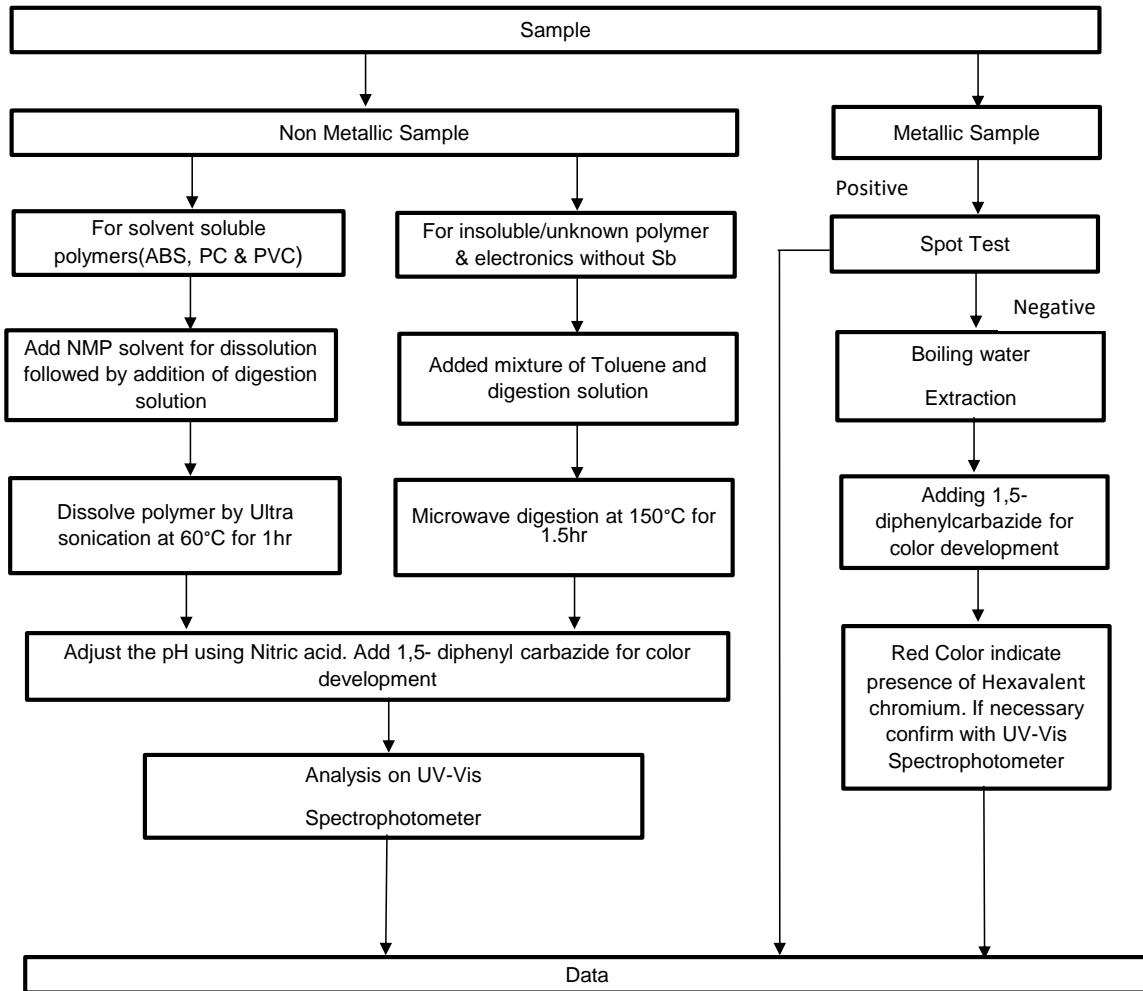 Sample
Non Metallic Sample
Metallic Sample
Positive
For solvent soluble
polymers(ABS, PC & PVC)
For insoluble/unknown polymer
& electronics without Sb
Spot Test
Negative
Add NMP solvent for dissolution
followed by addition of digestion
solution
Added mixture of Toluene and
digestion solution
Boiling water
Extraction
Dissolve polymer by Ultra
sonication at 60°C for 1hr
Microwave digestion at 150°C for
1.5hr
Adding 1,5-
diphenylcarbazide for
color development
Adjust the pH using Nitric acid. Add 1,5- diphenyl carbazide for color
development
Red Color indicate
presence of Hexavalent
chromium. If necessary
confirm with UV-Vis
Spectrophotometer
Analysis on UV-Vis
Spectrophotometer
Data